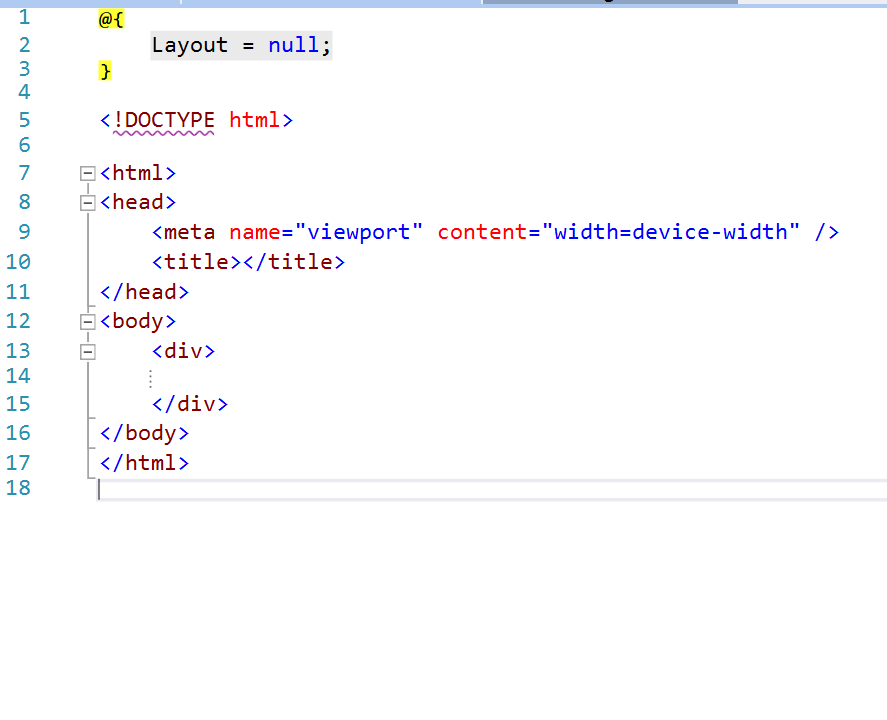 1 @{
2     Layout = null;
3 }
4
5 <!DOCTYPE html>
6
7 <html>
8 <head>
9     <meta name="viewport" content="width=device-width" />
10     <title></title>
11 </head>
12 <body>
13     <div>
14
15     </div>
16 </body>
17 </html>
18